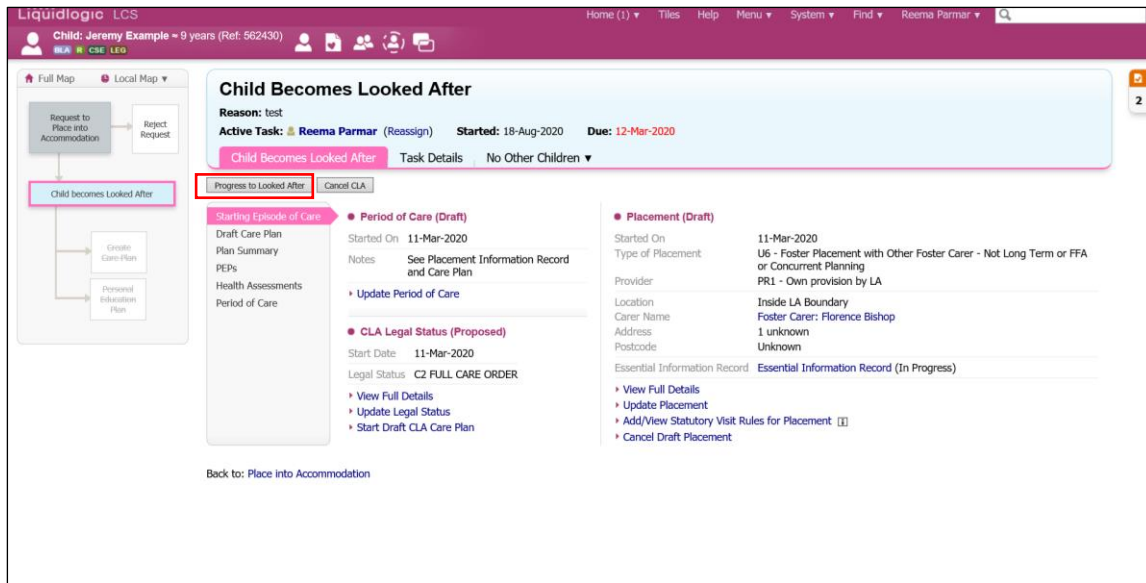 Liquidlogic LCS
Home (1) ▾ Tiles Help Menu ▾ System ▾ Find ▾ Reema Parmar ▾
Child: Jeremy Example ~ 9 years (Ref: 562430)
R CSE LEG
Full Map Local Map ▾
Request to
Place into
Accommodation
Reject
Request
Child becomes Looked After
Create
Care Plan
Personal
Education
Plan
Child Becomes Looked After
Reason: test
Active Task: Reema Parmar (Reassign) Started: 18-Aug-2020 Due: 12-Mar-2020
Child Becomes Looked After Task Details No Other Children ▾
Progress to Looked After Cancel CLA
Starting Episode of Care
Draft Care Plan
Plan Summary
PEPs
Health Assessments
Period of Care
Period of Care (Draft)
Started On 11-Mar-2020
Notes See Placement Information Record
and Care Plan
Update Period of Care
CLA Legal Status (Proposed)
Start Date 11-Mar-2020
Legal Status C2 FULL CARE ORDER
View Full Details
Update Legal Status
Start Draft CLA Care Plan
Placement (Draft)
Started On 11-Mar-2020
Type of Placement U6 - Foster Placement with Other Foster Carer - Not Long Term or FFA
or Concurrent Planning
Provider PR1 - Own provision by LA
Location Inside LA Boundary
Carer Name Foster Carer: Florence Bishop
Address 1 unknown
Postcode Unknown
Essential Information Record Essential Information Record (In Progress)
View Full Details
Update Placement
Add/View Statutory Visit Rules for Placement
Cancel Draft Placement
2
Back to: Place into Accommodation